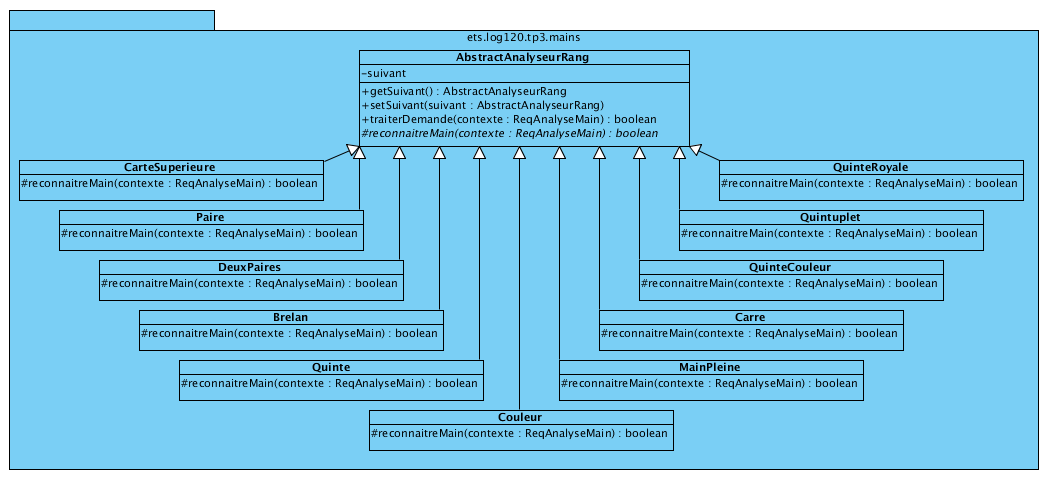 ets.log120.tp3.mains
AbstractAnalyseurRang
-suivant
+getSuivant() : AbstractAnalyseurRang
+setSuivant(suivant : AbstractAnalyseurRang)
+traiterDemande(contexte : ReqAnalyseMain) : boolean
#reconnaitreMain(contexte : ReqAnalyseMain) : boolean
CarteSuperieure
#reconnaitreMain(contexte : ReqAnalyseMain) : boolean
QuinteRoyale
#reconnaitreMain(contexte : ReqAnalyseMain) : boolean
Paire
#reconnaitreMain(contexte : ReqAnalyseMain) : boolean
Quintuplet
#reconnaitreMain(contexte : ReqAnalyseMain) : boolean
DeuxPaires
#reconnaitreMain(contexte : ReqAnalyseMain) : boolean
QuinteCouleur
#reconnaitreMain(contexte : ReqAnalyseMain) : boolean
Brelan
#reconnaitreMain(contexte : ReqAnalyseMain) : boolean
Carre
#reconnaitreMain(contexte : ReqAnalyseMain) : boolean
Quinte
#reconnaitreMain(contexte : ReqAnalyseMain) : boolean
MainPleine
#reconnaitreMain(contexte : ReqAnalyseMain) : boolean
Couleur
#reconnaitreMain(contexte : ReqAnalyseMain) : boolean